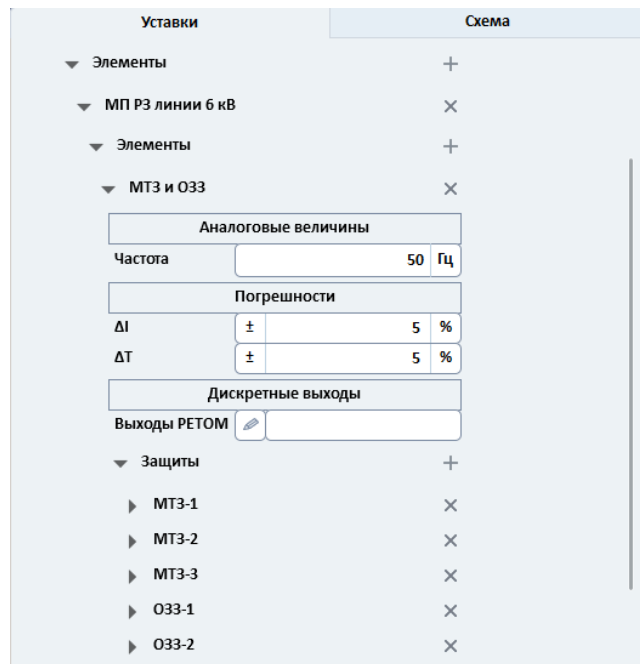 Уставки Схема
Элементы
МП РЗ линии 6 кВ
Элементы
МТЗ и ОЗЗ
Аналоговые величины
Частота 50 Гц
Погрешности
ΔI ± 5 %
ΔT ± 5 %
Дискретные выходы
Выходы РЕТОМ
Защиты
МТЗ-1
МТЗ-2
МТЗ-3
ОЗЗ-1
ОЗЗ-2